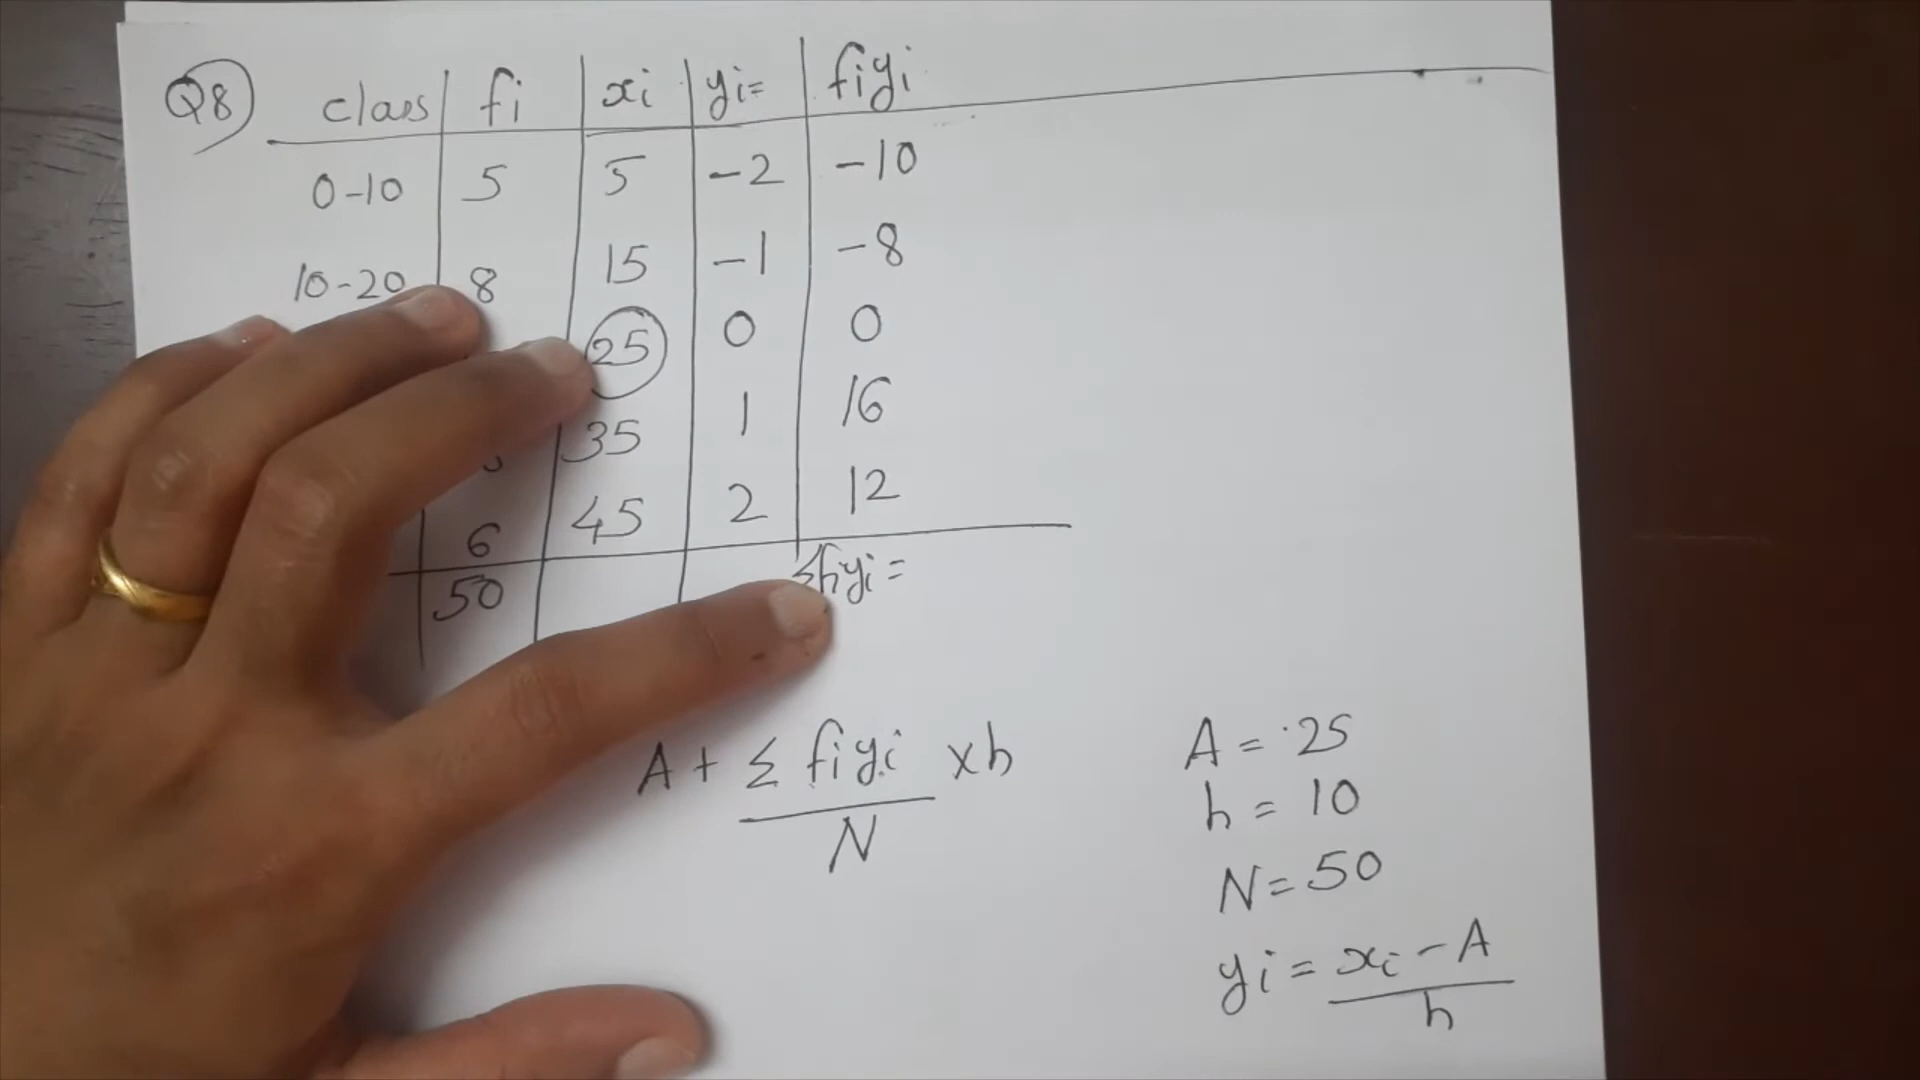 Q8 class fi xi yi= fiyi
0-10 5 5 -2 -10
10-20 8 15 -1 -8
25 0 0
35 1 16
6 45 2 12
50 Σfiyi =
A + Σ fiyi × h
N
A = 25
h = 10
N = 50
yi = xi - A
h